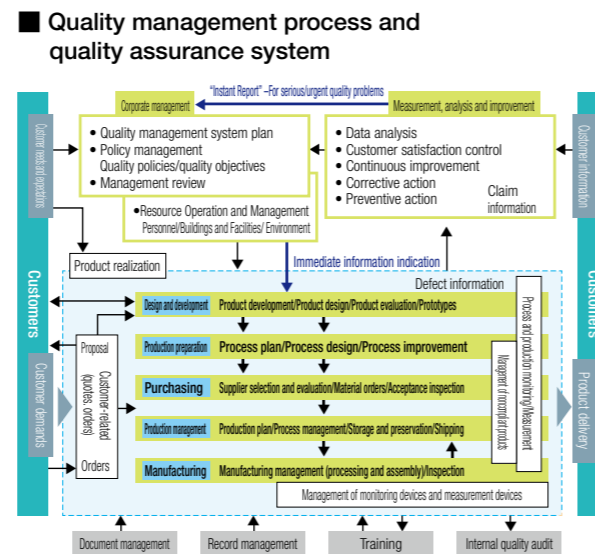 ■ Quality management process and
quality assurance system
"Instant Report" –For serious/urgent quality problems
Corporate management
Measurement, analysis and improvement
• Quality management system plan
• Policy management
Quality policies/quality objectives
• Management review
•Resource Operation and Management
Personnel/Buildings and Facilities/ Environment
• Data analysis
• Customer satisfaction control
• Continuous improvement
• Corrective action
• Preventive action
Claim
information
Customer needs and expectations
Customer information
Product realization
Immediate information indication
Defect information
Customers
Customers
Design and development
Product development/Product design/Product evaluation/Prototypes
Production preparation
Process plan/Process design/Process improvement
Purchasing
Supplier selection and evaluation/Material orders/Acceptance inspection
Production management
Production plan/Process management/Storage and preservation/Shipping
Manufacturing
Manufacturing management (processing and assembly)/Inspection
Proposal
Customer-related
(quotes, orders)
Orders
Customer demands
Process and production monitoring/Measurement
Management of noncompliant products
Product delivery
Management of monitoring devices and measurement devices
Document management
Record management
Training
Internal quality audit